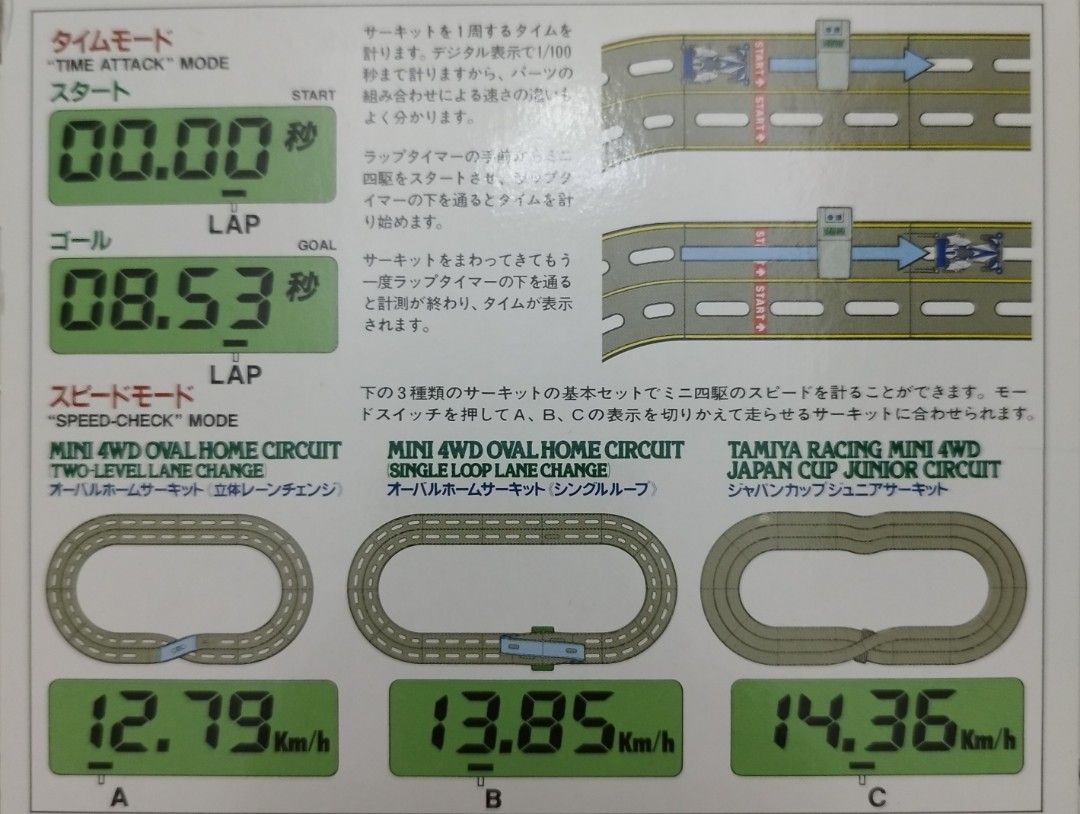 タイムモード
"TIME ATTACK" MODE
スタート
START
00.00秒
LAP
ゴール
GOAL
08.53秒
LAP
サーキットを1周するタイムを
計ります。デジタル表示で1/100
秒まで計りますから、パーツの
組み合わせによる速さの違いも
よく分かります。
ラップタイマーの手前からミニ
四駆をスタートさせ、ラップタ
イマーの下を通るとタイムを計
り始めます。
サーキットをまわってきてもう
一度ラップタイマーの下を通る
と計測が終わり、タイムが表示
されます。
START
START
ST
START
スピードモード
"SPEED-CHECK" MODE
下の3種類のサーキットの基本セットでミニ四駆のスピードを計ることができます。モー
ドスイッチを押してA、B、Cの表示を切りかえて走らせるサーキットに合わせられます。
MINI 4WD OVAL HOME CIRCUIT
(TWO-LEVEL LANE CHANGE)
オーバルホームサーキット《立体レーンチェンジ》
12.79Km/h
A
MINI 4WD OVAL HOME CIRCUIT
(SINGLE LOOP LANE CHANGE)
オーバルホームサーキット《シングルループ》
13.85Km/h
B
TAMIYA RACING MINI 4WD
JAPAN CUP JUNIOR CIRCUIT
ジャパンカップジュニアサーキット
14.36Km/h
C